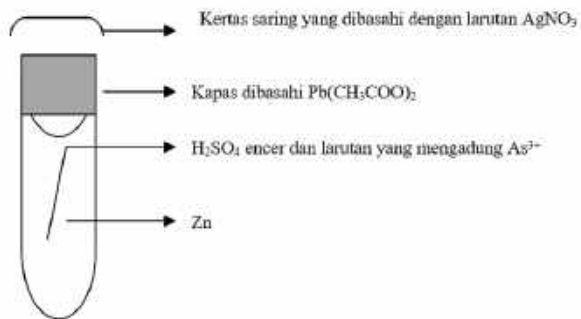 Kertas saring yang dibasahi dengan larutan AgNO₃
Kapas dibasahi Pb(CH₃COO)₂
H₂SO₄ encer dan larutan yang mengadung As³⁺
Zn